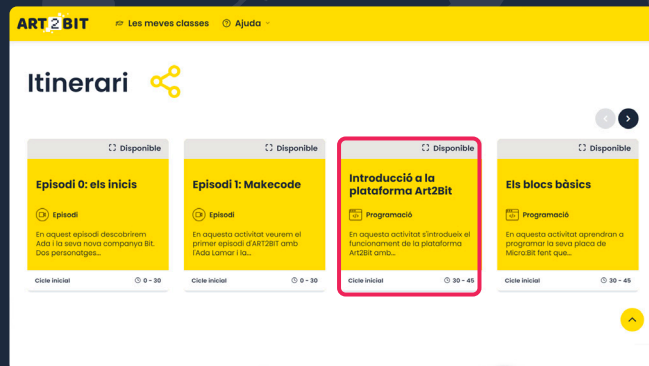 ART2BIT
Les meves classes
Ajuda
Itinerari
Disponible
Episodi 0: els inicis
Episodi
En aquest episodi descobrirem
Ada i la seva nova companya Bit.
Dos personatges...
Cicle inicial
0 - 30
Disponible
Episodi 1: Makecode
Episodi
En aquesta activitat veurem el
primer episodi d'ART2BIT amb
l'Ada Lamar i la...
Cicle inicial
0 - 30
Disponible
Introducció a la
plataforma Art2Bit
Programació
En aquesta activitat s'introdueix el
funcionament de la plataforma
Art2Bit amb...
Cicle inicial
30 - 45
Disponible
Els blocs bàsics
Programació
En aquesta activitat aprendran a
programar la seva placa de
Micro:Bit fent que...
Cicle inicial
30 - 45